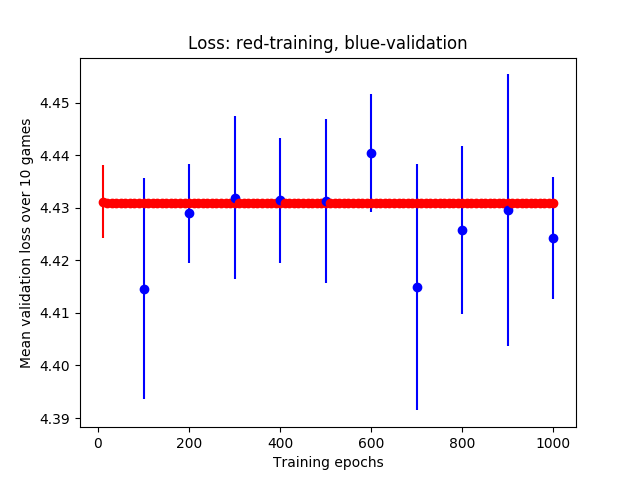 Loss: red-training, blue-validation
Mean validation loss over 10 games
4.45
4.44
4.43
4.42
4.41
4.40
4.39
0 200 400 600 800 1000
Training epochs